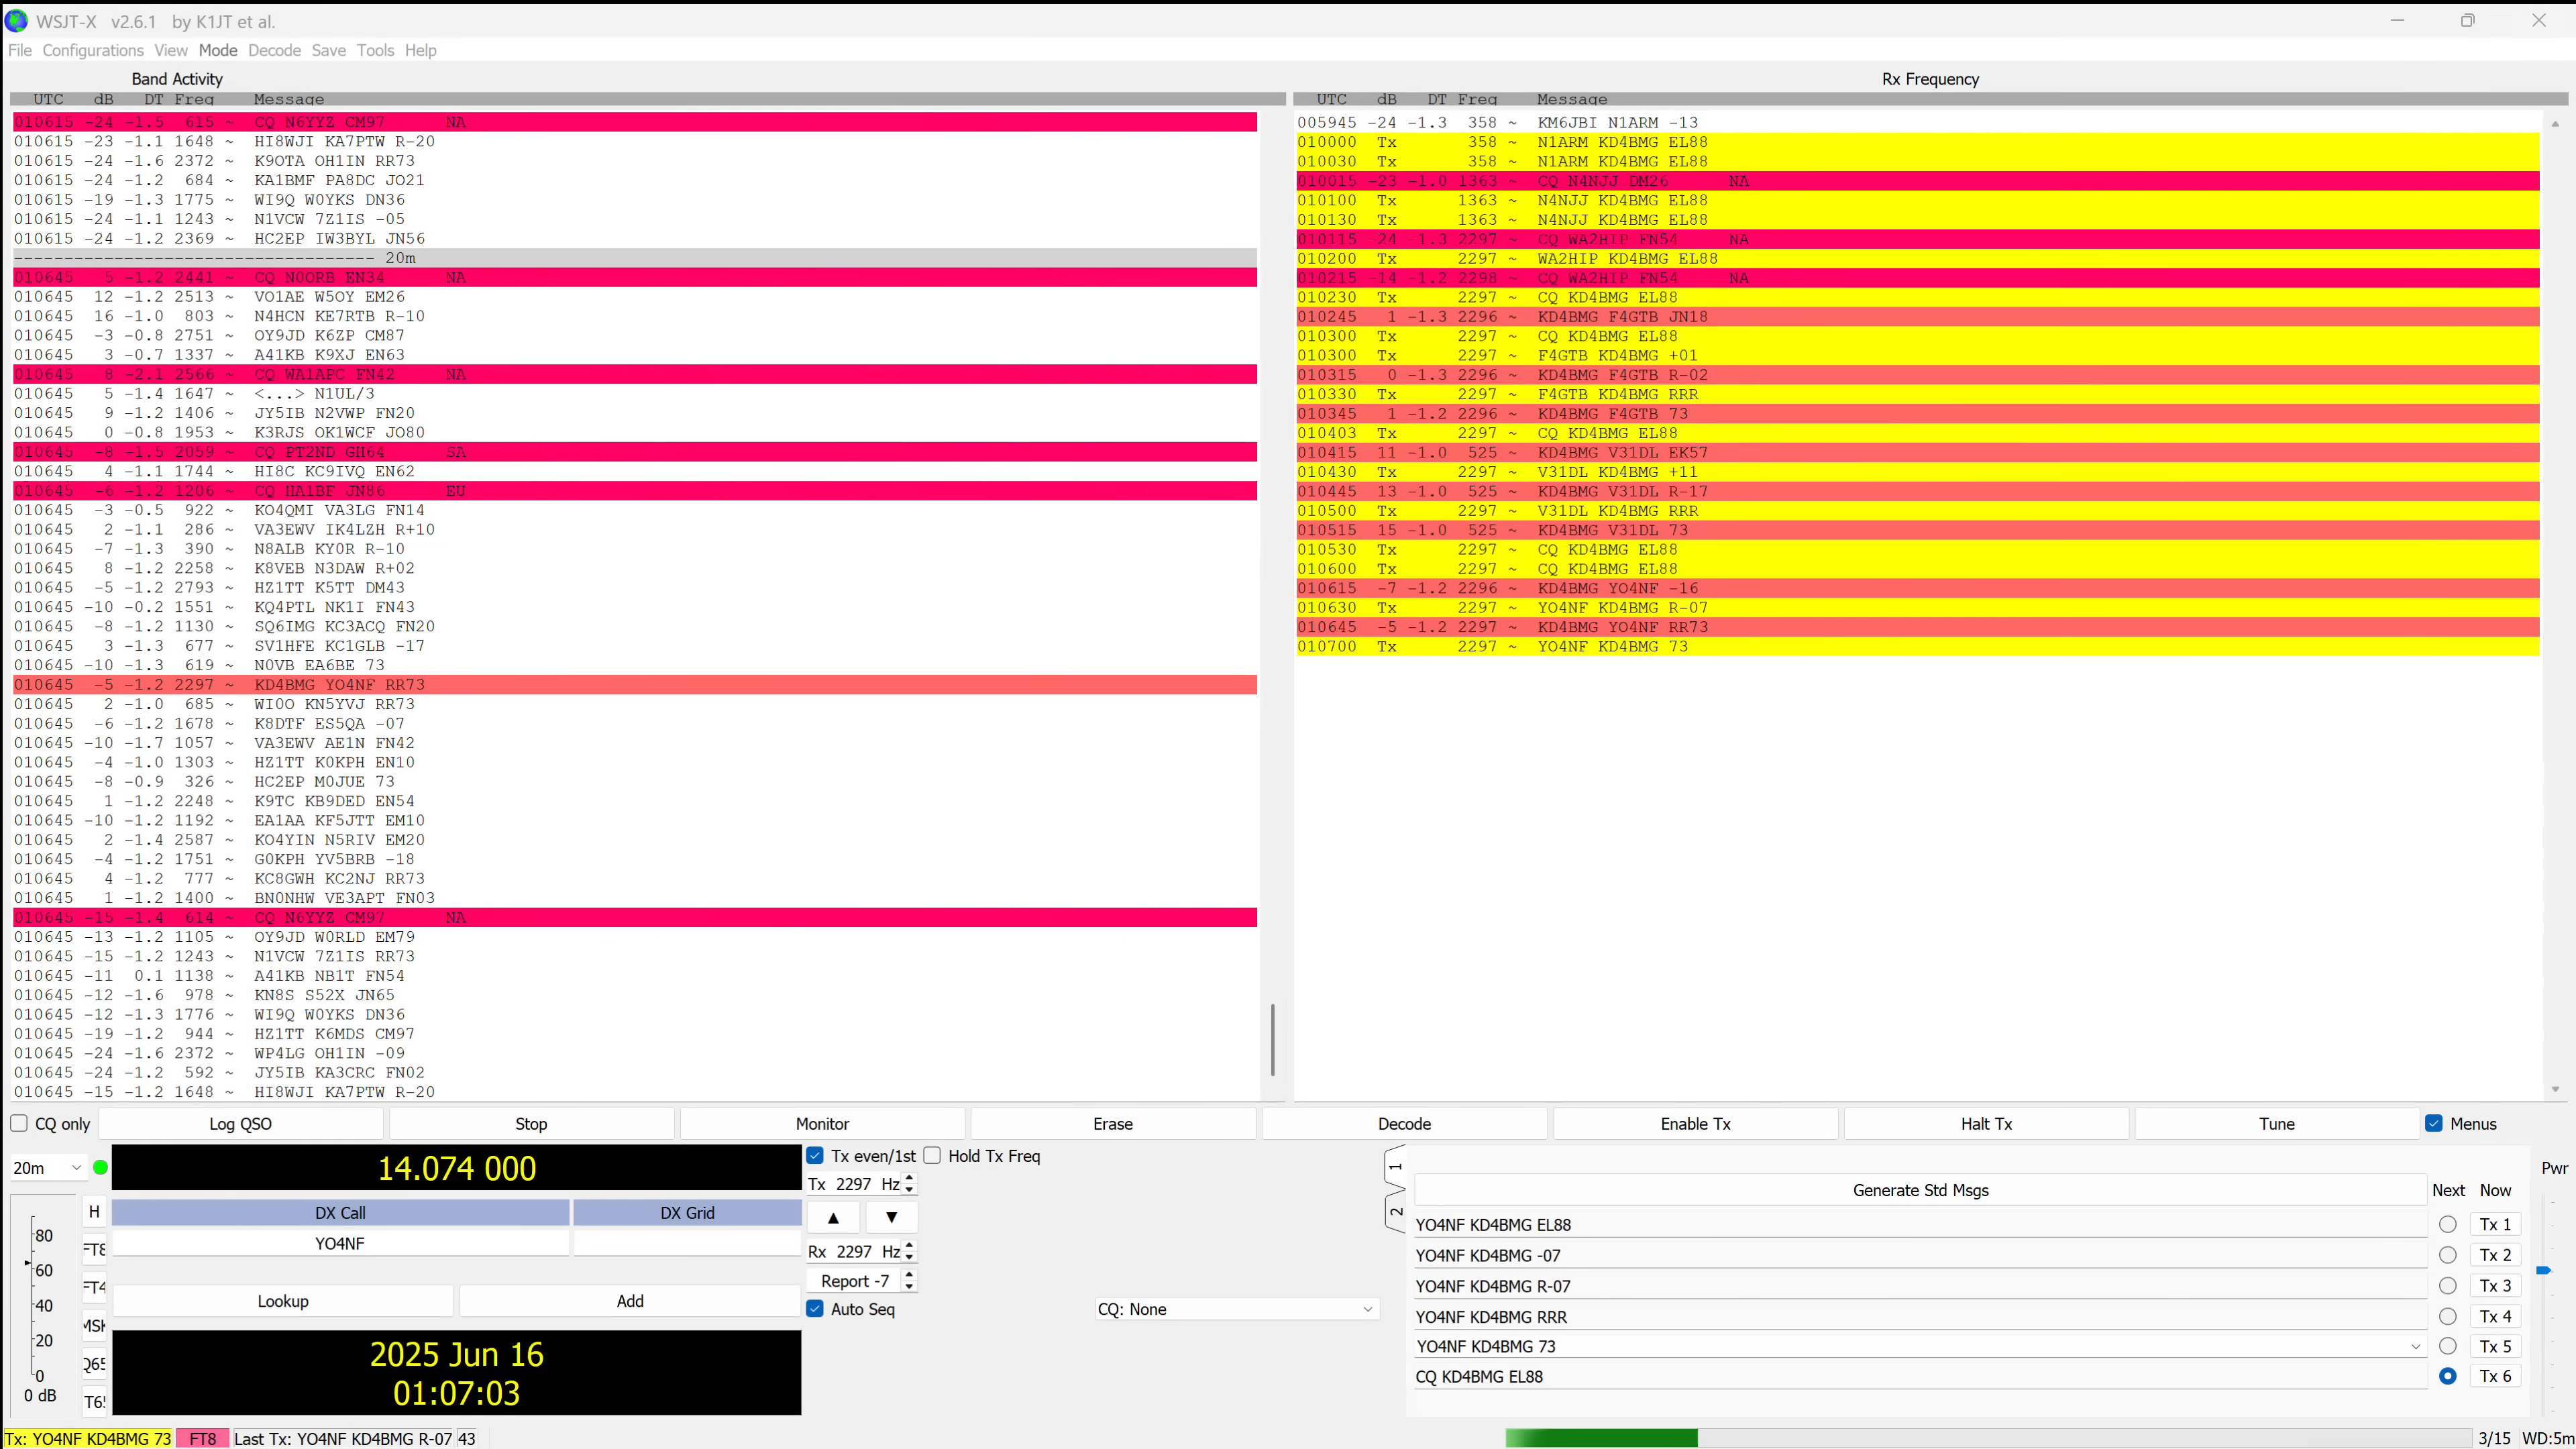 WSJT-X v2.6.1 by K1JT et al.
File Configurations View Mode Decode Save Tools Help
Band Activity
UTC dB DT Freq Message
010615 -24 -1.5 615 ~ CQ N6YYZ CM97 NA
010615 -23 -1.1 1648 ~ HI8WJI KA7PTW R-20
010615 -24 -1.6 2372 ~ K9OTA OH1IN RR73
010615 -24 -1.2 684 ~ KA1BMF PA8DC JO21
010615 -19 -1.3 1775 ~ WI9Q W0YKS DN36
010615 -24 -1.1 1243 ~ N1VCW 7Z1IS -05
010615 -24 -1.2 2369 ~ HC2EP IW3BYL JN56
------------------------------------ 20m
010645 5 -1.2 2441 ~ CQ N0ORB EN34 NA
010645 12 -1.2 2513 ~ VO1AE W5OY EM26
010645 16 -1.0 803 ~ N4HCN KE7RTB R-10
010645 -3 -0.8 2751 ~ OY9JD K6ZP CM87
010645 3 -0.7 1337 ~ A41KB K9XJ EN63
010645 8 -2.1 2566 ~ CQ WA1APC FN42 NA
010645 5 -1.4 1647 ~ <...> N1UL/3
010645 9 -1.2 1406 ~ JY5IB N2VWP FN20
010645 0 -0.8 1953 ~ K3RJS OK1WCF JO80
010645 -8 -1.5 2059 ~ CQ PT2ND GH64 SA
010645 4 -1.1 1744 ~ HI8C KC9IVQ EN62
010645 -6 -1.2 1206 ~ CQ HA1BF JN86 EU
010645 -3 -0.5 922 ~ KO4QMI VA3LG FN14
010645 2 -1.1 286 ~ VA3EWV IK4LZH R+10
010645 -7 -1.3 390 ~ N8ALB KY0R R-10
010645 8 -1.2 2258 ~ K8VEB N3DAW R+02
010645 -5 -1.2 2793 ~ HZ1TT K5TT DM43
010645 -10 -0.2 1551 ~ KQ4PTL NK1I FN43
010645 -8 -1.2 1130 ~ SQ6IMG KC3ACQ FN20
010645 3 -1.3 677 ~ SV1HFE KC1GLB -17
010645 -10 -1.3 619 ~ N0VB EA6BE 73
010645 -5 -1.2 2297 ~ KD4BMG YO4NF RR73
010645 2 -1.0 685 ~ WI0O KN5YVJ RR73
010645 -6 -1.2 1678 ~ K8DTF ES5QA -07
010645 -10 -1.7 1057 ~ VA3EWV AE1N FN42
010645 -4 -1.0 1303 ~ HZ1TT K0KPH EN10
010645 -8 -0.9 326 ~ HC2EP M0JUE 73
010645 1 -1.2 2248 ~ K9TC KB9DED EN54
010645 -10 -1.2 1192 ~ EA1AA KF5JTT EM10
010645 2 -1.4 2587 ~ KO4YIN N5RIV EM20
010645 -4 -1.2 1751 ~ G0KPH YV5BRB -18
010645 4 -1.2 777 ~ KC8GWH KC2NJ RR73
010645 1 -1.2 1400 ~ BN0NHW VE3APT FN03
010645 -15 -1.4 614 ~ CQ N6YYZ CM97 NA
010645 -13 -1.2 1105 ~ OY9JD W0RLD EM79
010645 -15 -1.2 1243 ~ N1VCW 7Z1IS RR73
010645 -11 0.1 1138 ~ A41KB NB1T FN54
010645 -12 -1.6 978 ~ KN8S S52X JN65
010645 -12 -1.3 1776 ~ WI9Q W0YKS DN36
010645 -19 -1.2 944 ~ HZ1TT K6MDS CM97
010645 -24 -1.6 2372 ~ WP4LG OH1IN -09
010645 -24 -1.2 592 ~ JY5IB KA3CRC FN02
010645 -15 -1.2 1648 ~ HI8WJI KA7PTW R-20
Rx Frequency
UTC dB DT Freq Message
005945 -24 -1.3 358 ~ KM6JBI N1ARM -13
010000 Tx 358 ~ N1ARM KD4BMG EL88
010030 Tx 358 ~ N1ARM KD4BMG EL88
010015 -23 -1.0 1363 ~ CQ N4NJJ DM26 NA
010100 Tx 1363 ~ N4NJJ KD4BMG EL88
010130 Tx 1363 ~ N4NJJ KD4BMG EL88
010115 -24 -1.3 2297 ~ CQ WA2HIP FN54 NA
010200 Tx 2297 ~ WA2HIP KD4BMG EL88
010215 -14 -1.2 2298 ~ CQ WA2HIP FN54 NA
010230 Tx 2297 ~ CQ KD4BMG EL88
010245 1 -1.3 2296 ~ KD4BMG F4GTB JN18
010300 Tx 2297 ~ CQ KD4BMG EL88
010300 Tx 2297 ~ F4GTB KD4BMG +01
010315 0 -1.3 2296 ~ KD4BMG F4GTB R-02
010330 Tx 2297 ~ F4GTB KD4BMG RRR
010345 1 -1.2 2296 ~ KD4BMG F4GTB 73
010403 Tx 2297 ~ CQ KD4BMG EL88
010415 11 -1.0 525 ~ KD4BMG V31DL EK57
010430 Tx 2297 ~ V31DL KD4BMG +11
010445 13 -1.0 525 ~ KD4BMG V31DL R-17
010500 Tx 2297 ~ V31DL KD4BMG RRR
010515 15 -1.0 525 ~ KD4BMG V31DL 73
010530 Tx 2297 ~ CQ KD4BMG EL88
010600 Tx 2297 ~ CQ KD4BMG EL88
010615 -7 -1.2 2296 ~ KD4BMG YO4NF -16
010630 Tx 2297 ~ YO4NF KD4BMG R-07
010645 -5 -1.2 2297 ~ KD4BMG YO4NF RR73
010700 Tx 2297 ~ YO4NF KD4BMG 73
CQ only Log QSO Stop Monitor Erase Decode Enable Tx Halt Tx Tune Menus
20m 14.074 000
80
60
40
20
0
0 dB
H
FT8
FT4
MSK
Q65
T65
DX Call DX Grid
YO4NF
Lookup Add
2025 Jun 16
01:07:03
Tx even/1st Hold Tx Freq
Tx 2297 Hz
▲ ▼
Rx 2297 Hz
Report -7
Auto Seq CQ: None
1
2
Generate Std Msgs Next Now Pwr
YO4NF KD4BMG EL88 Tx 1
YO4NF KD4BMG -07 Tx 2
YO4NF KD4BMG R-07 Tx 3
YO4NF KD4BMG RRR Tx 4
YO4NF KD4BMG 73 Tx 5
CQ KD4BMG EL88 Tx 6
Tx: YO4NF KD4BMG 73 FT8 Last Tx: YO4NF KD4BMG R-07 43 3/15 WD:5m